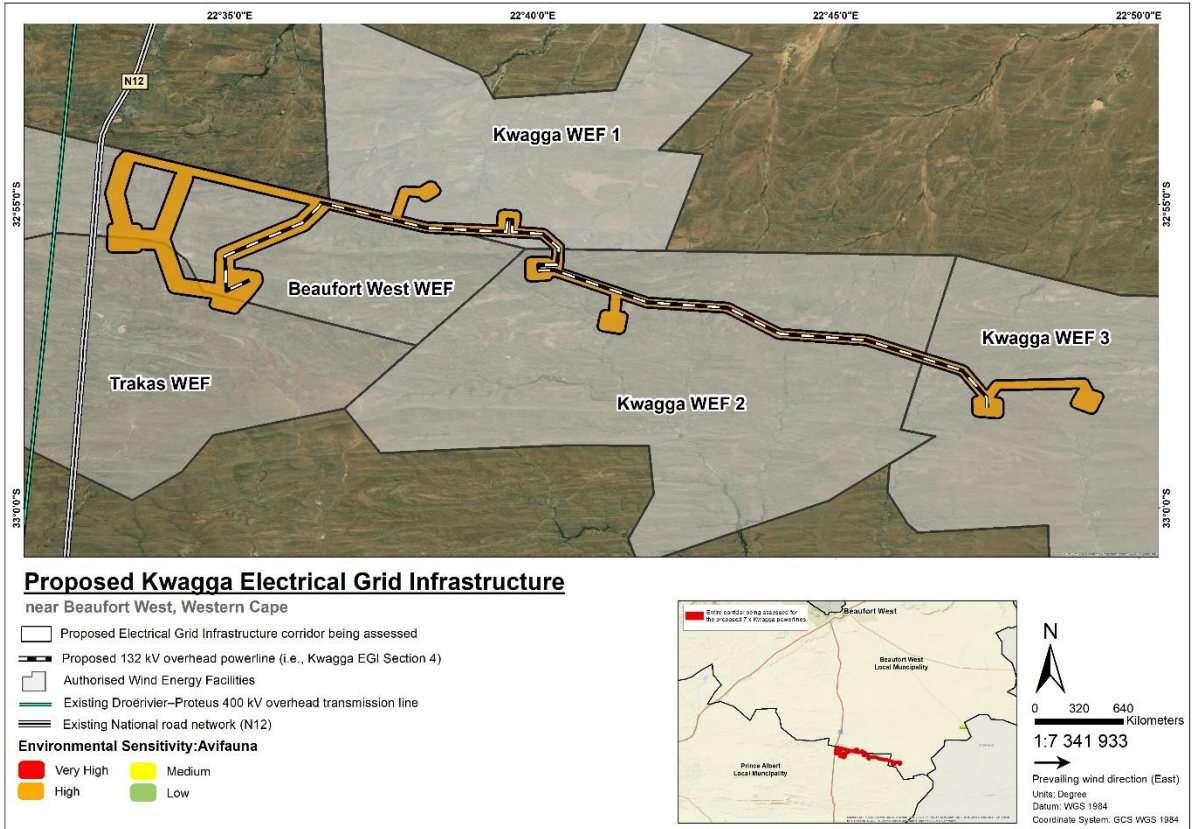 22°35'0"E
22°40'0"E
22°45'0"E
22°50'0"E
N12
Kwagga WEF 1
32°55'0"S
32°55'0"S
Beaufort West WEF
Kwagga WEF 3
Trakas WEF
Kwagga WEF 2
33°0'0"S
33°0'0"S
Proposed Kwagga Electrical Grid Infrastructure
near Beaufort West, Western Cape
Proposed Electrical Grid Infrastructure corridor being assessed
Proposed 132 kV overhead powerline (i.e., Kwagga EGI Section 4)
Authorised Wind Energy Facilities
Existing Droërivier–Proteus 400 kV overhead transmission line
Existing National road network (N12)
Environmental Sensitivity:Avifauna
Very High
Medium
High
Low
Entire corridor being assessed for
the proposed 7 x Kwagga powerlines
Beaufort West
Beaufort West
Local Municipality
Prince Albert
Local Municipality
N
0 320 640
Kilometers
1:7 341 933
Prevailing wind direction (East)
Units: Degree
Datum: WGS 1984
Coordinate System: GCS WGS 1984